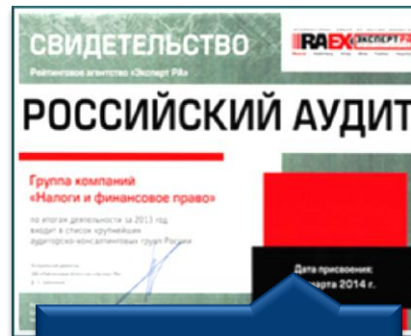 СВИДЕТЕЛЬСТВО
RAEX ЭКСПЕРТ РА
Рейтинговое агентство «Эксперт РА»
РОССИЙСКИЙ АУДИТ
Группа компаний
«Налоги и финансовое право»
по итогам деятельности за 2013 год
входит в список крупнейших
аудиторско-консалтинговых групп России
Дата присвоения:
марта 2014 г.